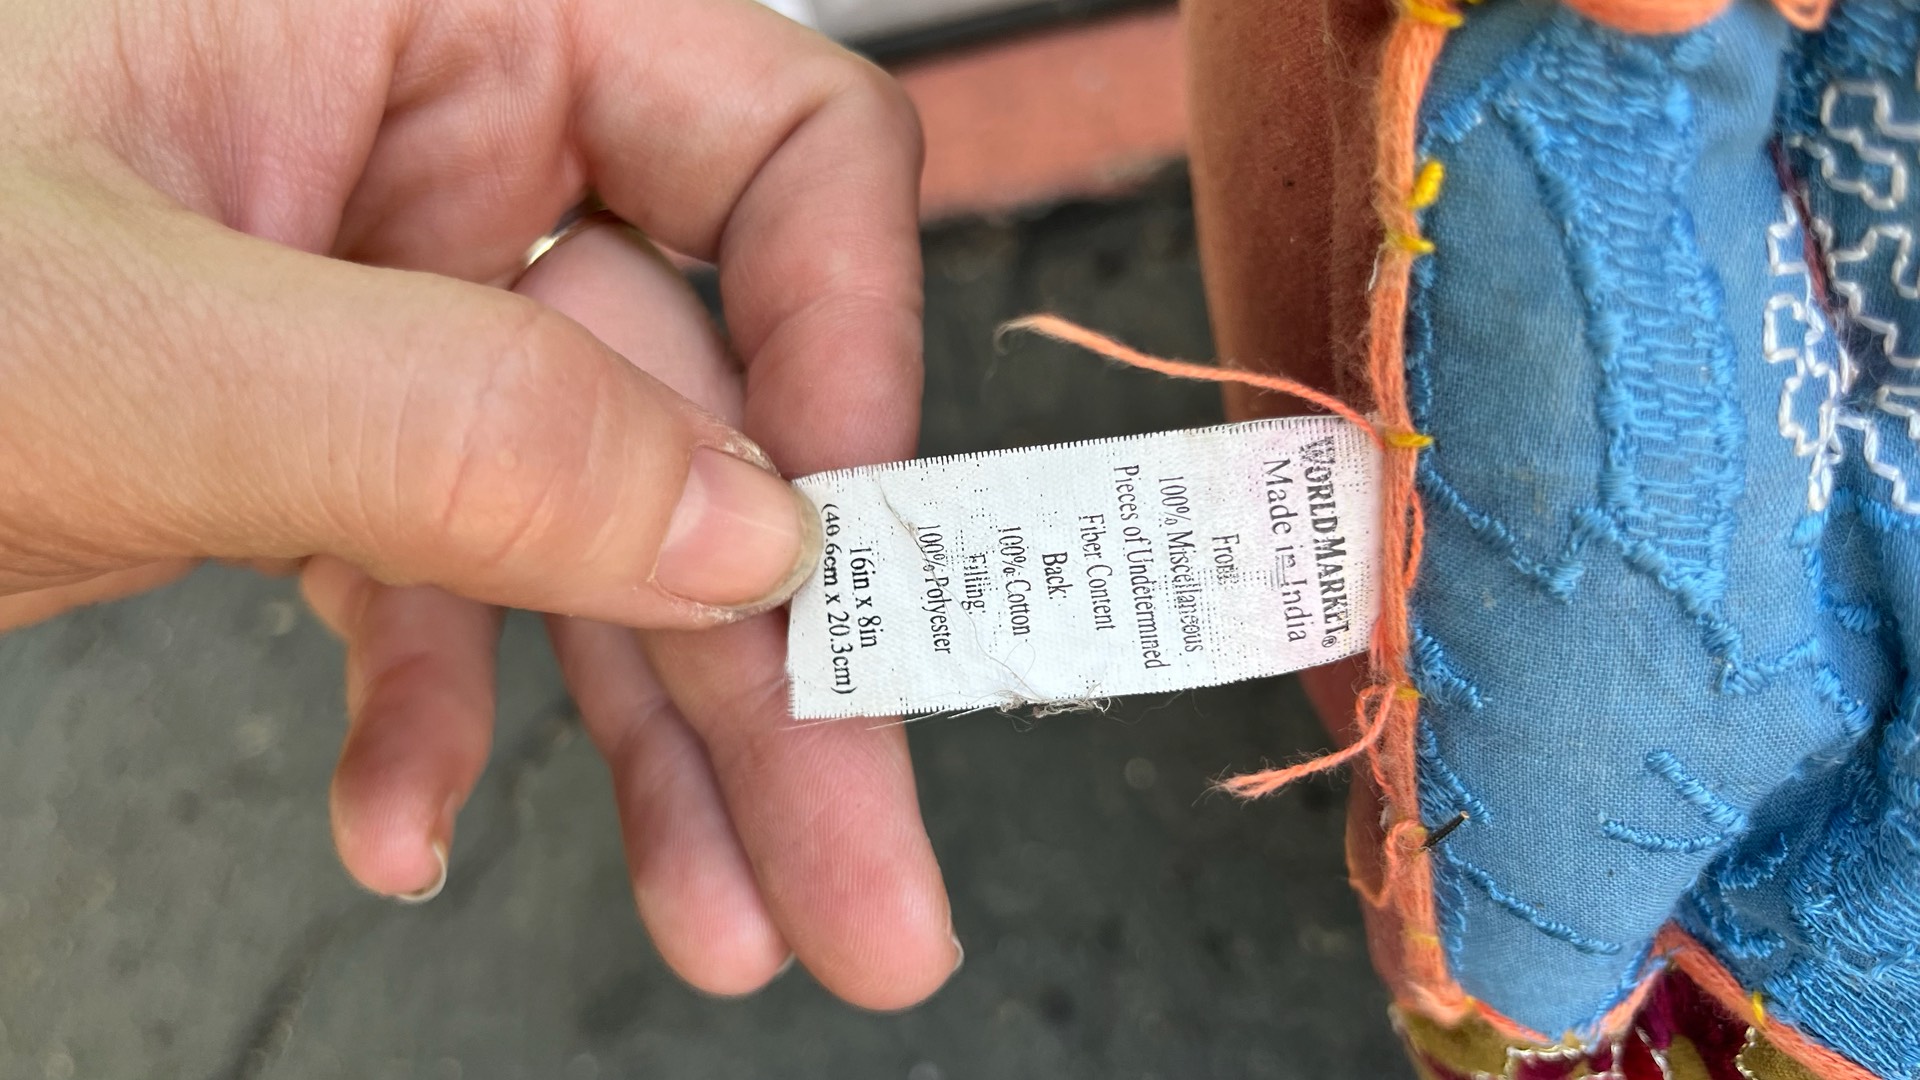 WORLD MARKET®
Made in India
Front:
100% Miscellaneous
Pieces of Undetermined
Fiber Content
Back:
100% Cotton
Filling:
100% Polyester
16in x 8in
(40.6cm x 20.3cm)